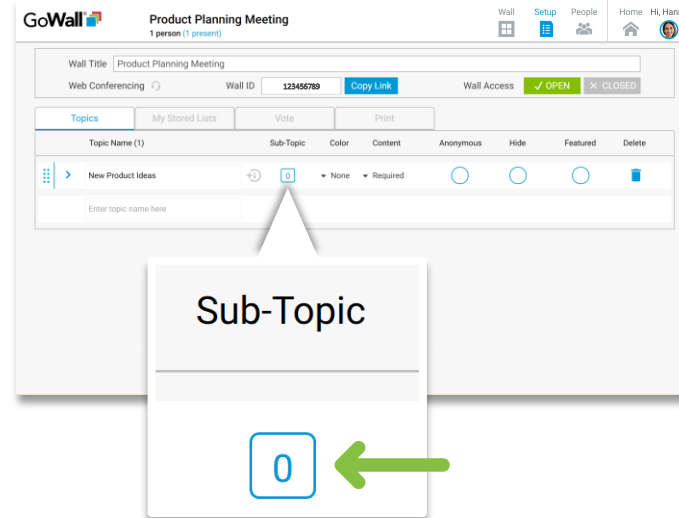 GoWall
Product Planning Meeting
1 person (1 present)
Wall Setup People Home Hi,
Wall Title Product Planning Meeting
Web Conferencing Wall ID 123456789 Copy Link Wall Access ✓ OPEN × CLOSED
Topics My Stored Lists Vote Print
Topic Name (1) Sub-Topic Color Content Anonymous Hide Featured Delete
New Product Ideas 0 None Required
Enter topic name here
Sub-Topic
0